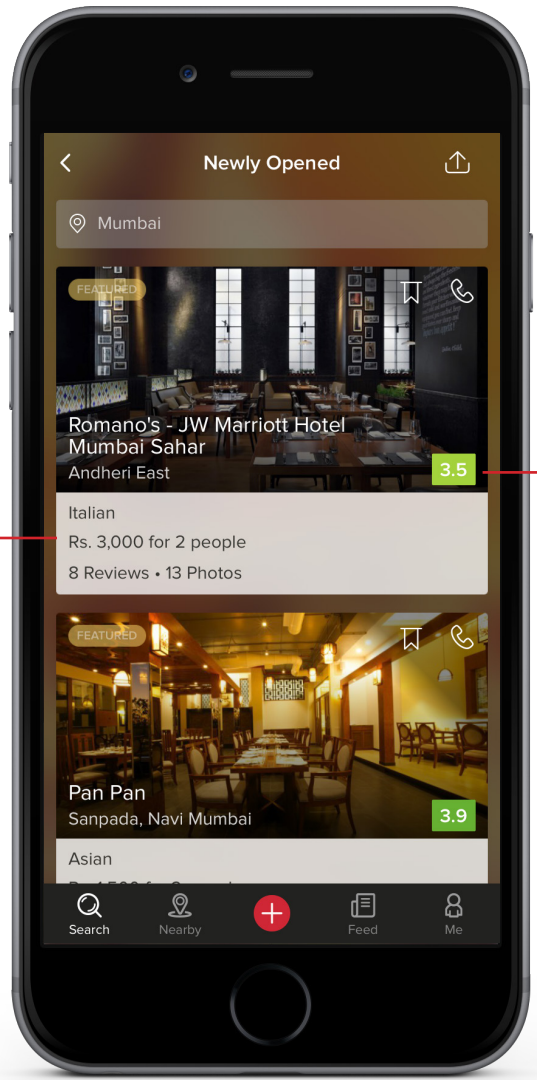 Newly Opened
Mumbai
FEATURED
Romano's - JW Marriott Hotel
Mumbai Sahar
Andheri East
3.5
Italian
Rs. 3,000 for 2 people
8 Reviews • 13 Photos
FEATURED
Pan Pan
Sanpada, Navi Mumbai
3.9
Asian
Search
Nearby
Feed
Me